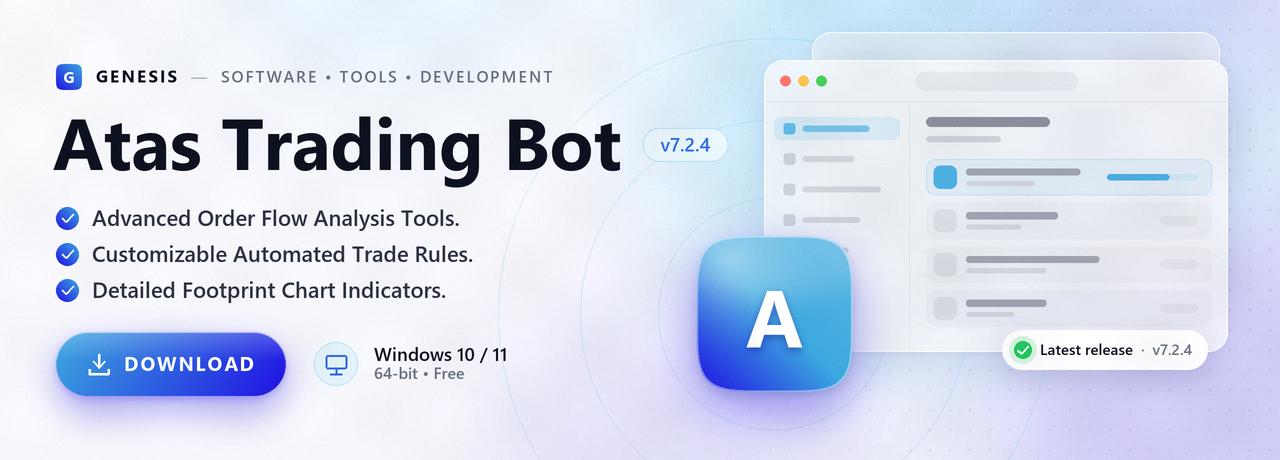 G GENESIS — SOFTWARE • TOOLS • DEVELOPMENT
Atas Trading Bot v7.2.4
Advanced Order Flow Analysis Tools.
Customizable Automated Trade Rules.
Detailed Footprint Chart Indicators.
DOWNLOAD
Windows 10 / 11
64-bit • Free
A
Latest release · v7.2.4